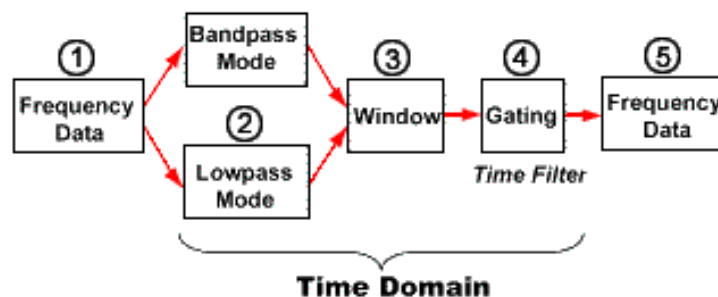 1
Frequency
Data
Bandpass
Mode
2
Lowpass
Mode
3
Window
4
Gating
Time Filter
5
Frequency
Data
Time Domain